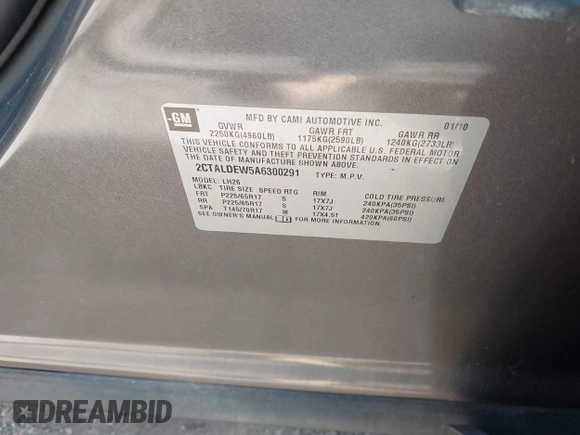 GM
MFD BY CAMI AUTOMOTIVE INC.
01/10
GVWR GAWR FRT GAWR RR
2250KG(4960LB) 1175KG(2590LB) 1240KG(2733LB)
THIS VEHICLE CONFORMS TO ALL APPLICABLE U.S. FEDERAL MOTOR
VEHICLE SAFETY AND THEFT PREVENTION STANDARDS IN EFFECT ON
THE DATE OF MANUFACTURE SHOWN ABOVE.
2CTALDEW5A6300291 TYPE: M.P.V.
MODEL: LH26
LBKC TIRE SIZE SPEED RTG RIM COLD TIRE PRESSURE
FRT P225/65R17 S 17X7J 240KPA(35PSI)
RR P225/65R17 S 17X7J 240KPA(35PSI)
SPA T145/70R17 M 17X4.5T 420KPA(60PSI)
SEE OWNER'S MANUAL FOR MORE INFORMATION.
DREAMBID